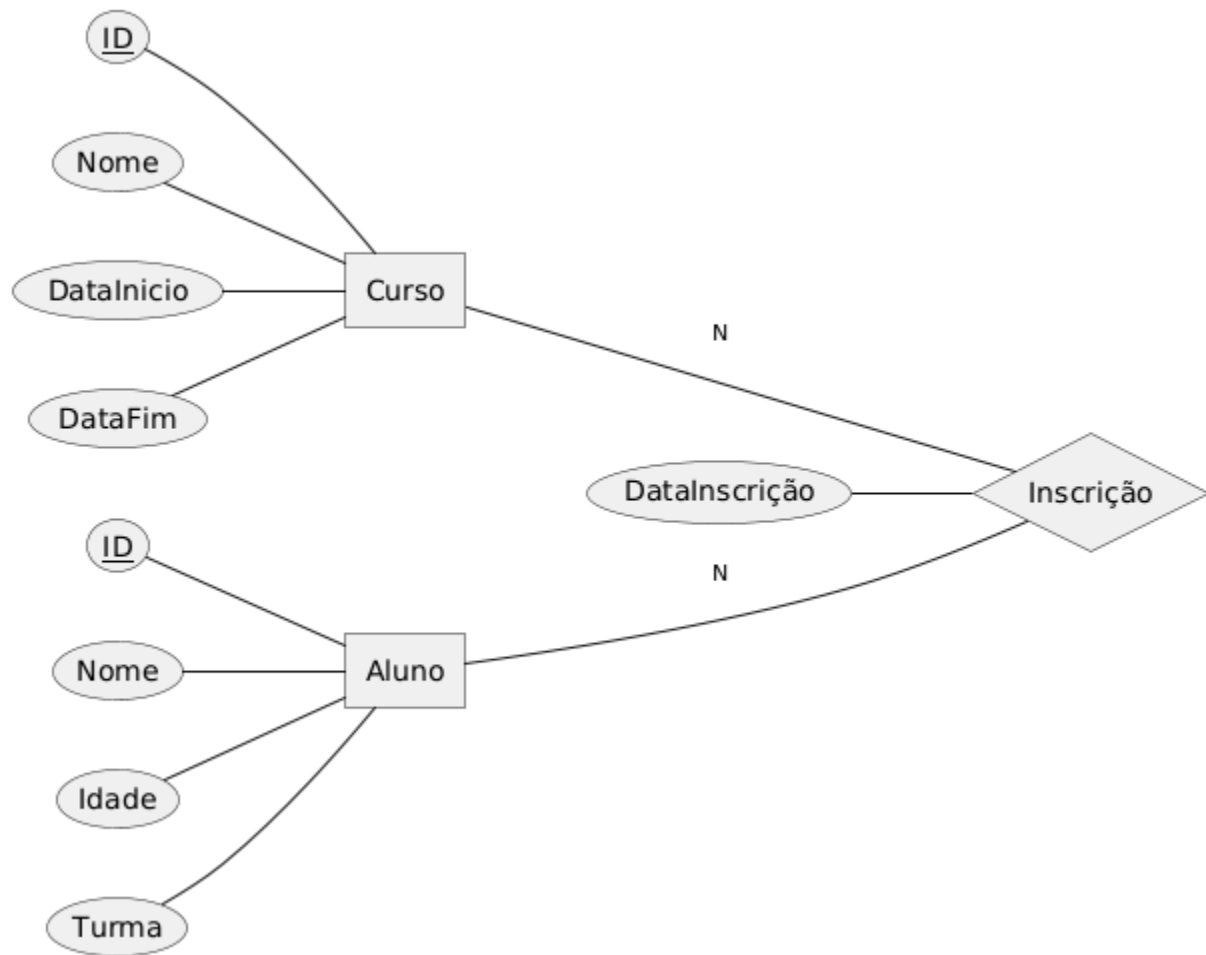 ID
Nome
DataInicio
DataFim
Curso
N
DataInscrição
Inscrição
N
ID
Nome
Idade
Turma
Aluno